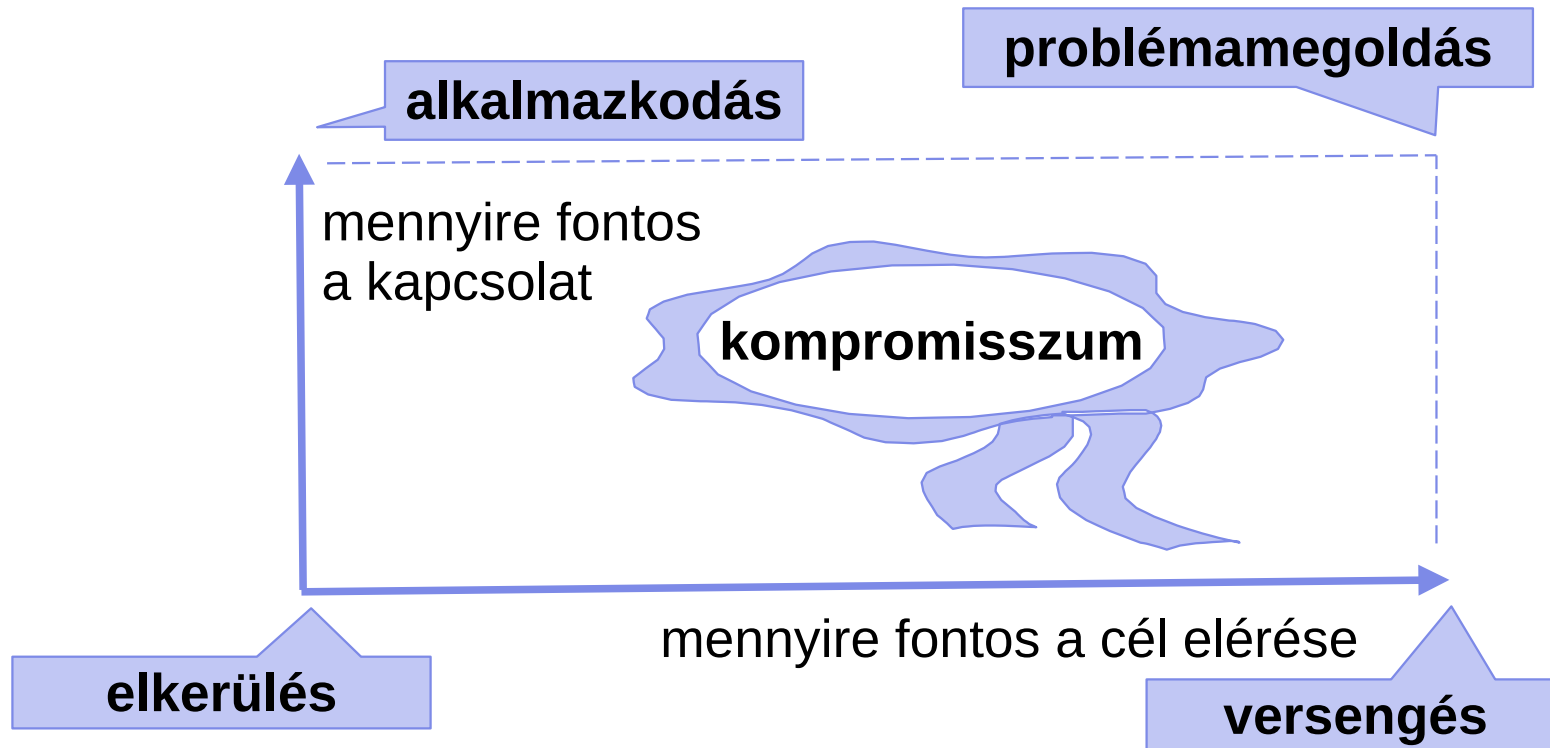 problémamegoldás
alkalmazkodás
mennyire fontos
a kapcsolat
kompromisszum
mennyire fontos a cél elérése
elkerülés
versengés